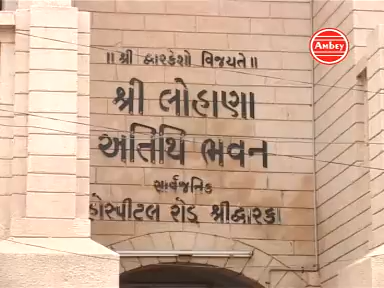 ॥ શ્રી દ્વારકેશો વિજયતે ॥
શ્રી લોહાણા
અતિથિ ભવન
સાર્વજનિક
હોસ્પીટલ રોડ શ્રીદ્વારકા
AMBEY